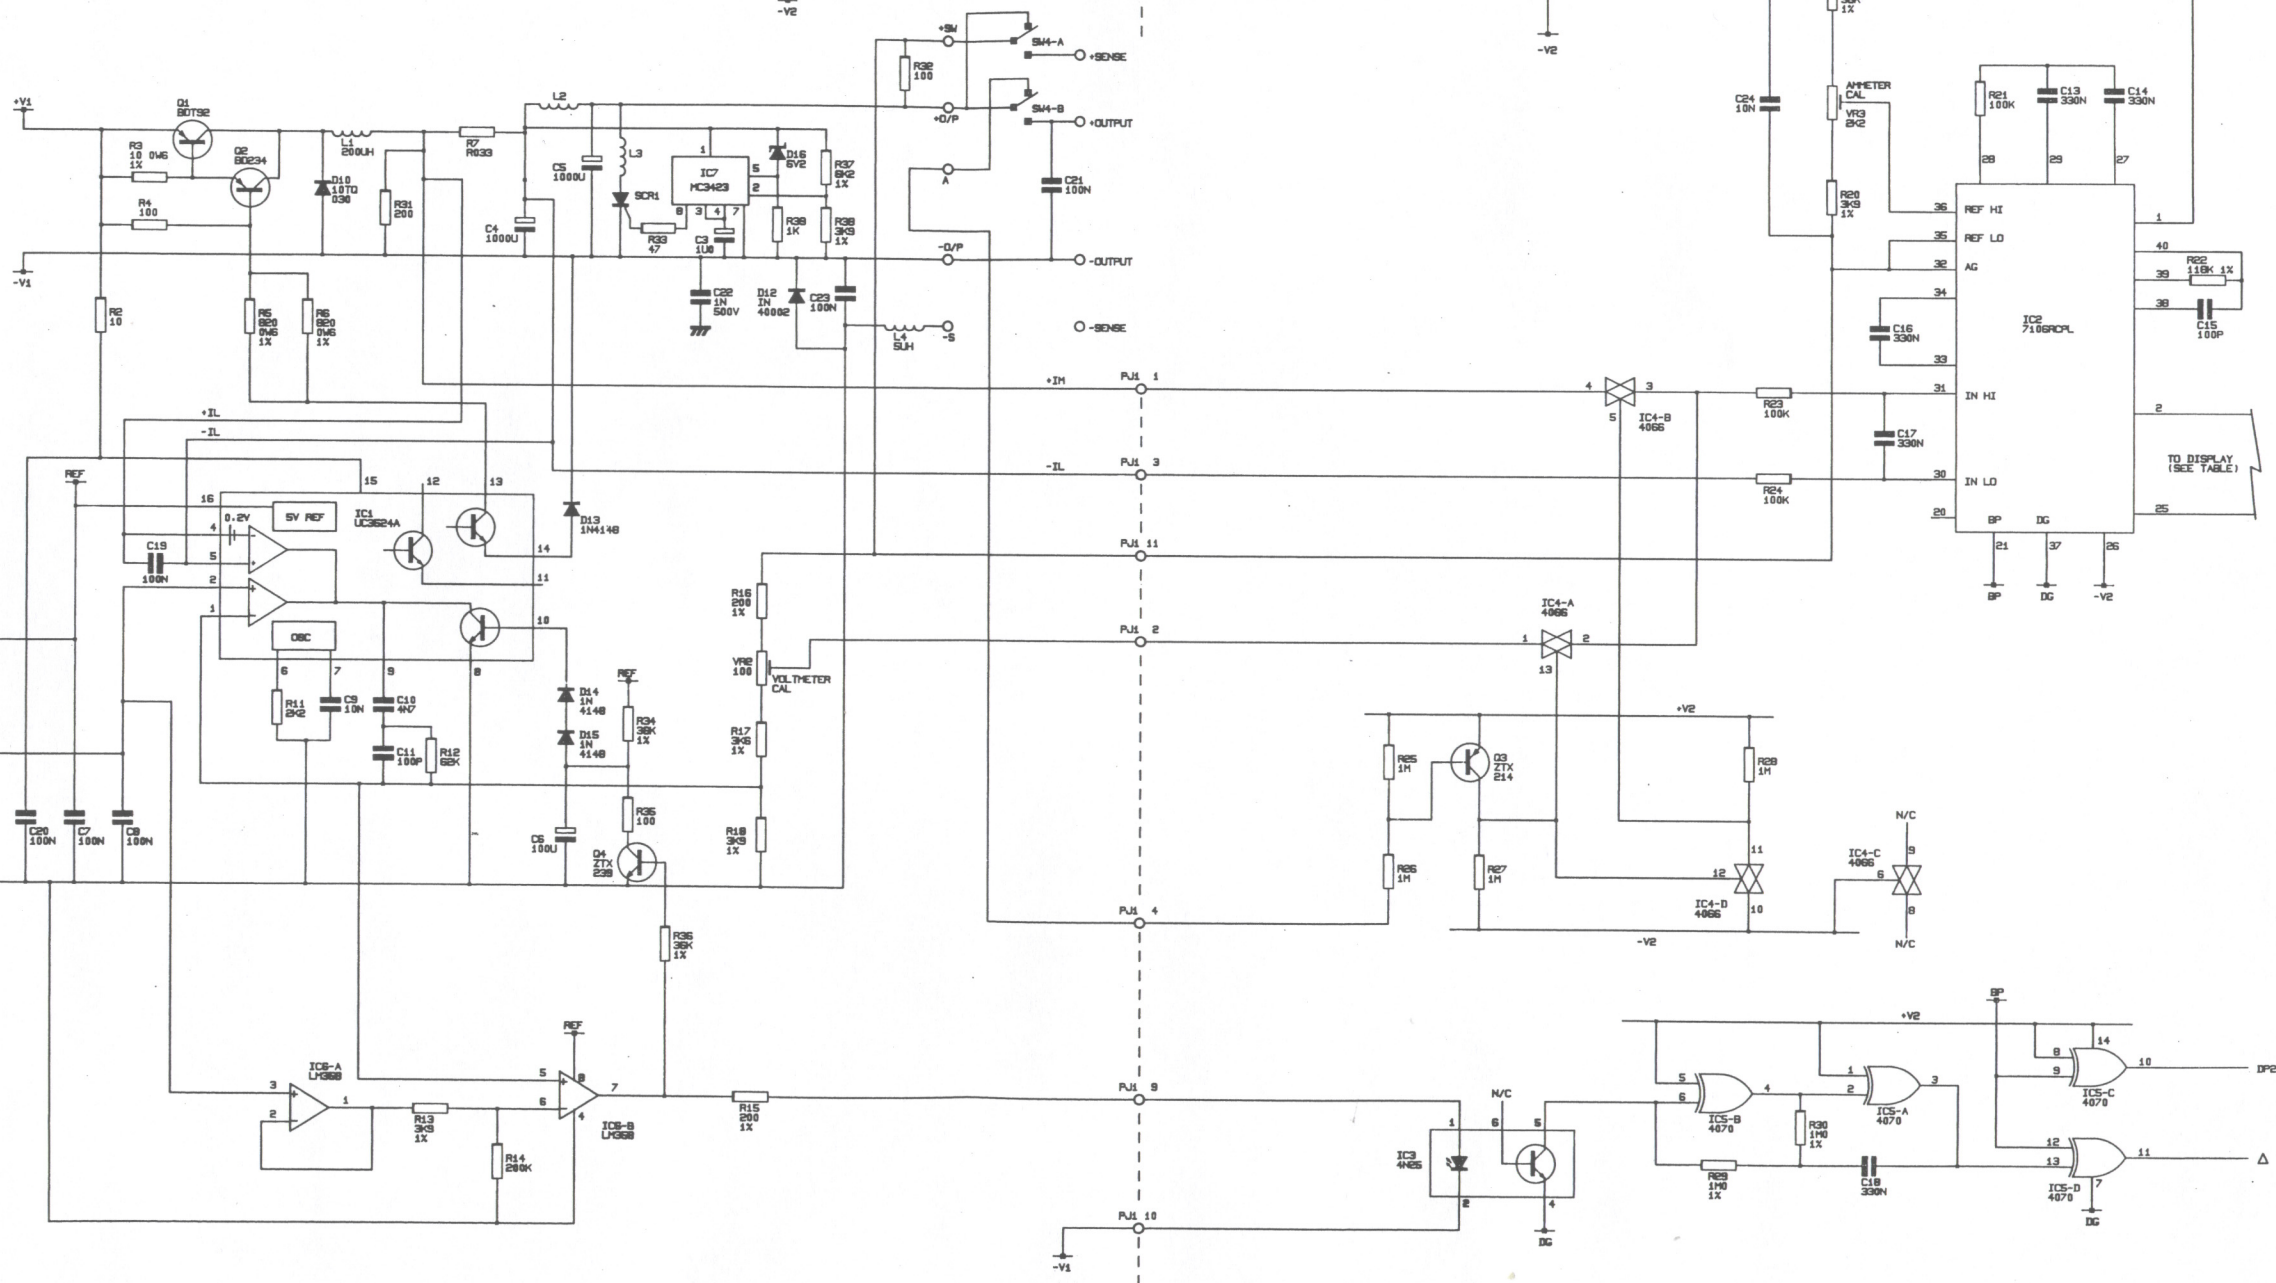 -V2
+V1
Q1
BDT92
R3
10 0W6
1%
Q2
BD234
R4
100
-V1
R2
10
R5
820
0W6
1%
R6
820
0W6
1%
D10
10TQ
030
L1
200UH
R31
200
R7
R033
L2
C5
1000U
C4
1000U
L3
SCR1
R33
47
IC7
MC3423
1
5
2
8
3
4
7
C3
1U0
D16
6V2
R39
1K
R37
6K2
1%
R38
3K9
1%
C22
1N
500V
D12
IN
40002
C23
100N
L4
5UH
-S
R32
100
+SW
+O/P
A
-O/P
SW4-A
SW4-B
+SENSE
+OUTPUT
C21
100N
-OUTPUT
-SENSE
+IM
PJ1 1
-IL
PJ1 3
PJ1 11
PJ1 2
PJ1 4
PJ1 9
PJ1 10
-V1
+IL
-IL
REF
16
15
12
13
5V REF
IC1
UC3524A
0.2V
4
5
2
1
14
11
10
OSC
6
7
9
8
C19
100N
D13
1N4148
R11
2K2
C9
10N
C10
4N7
C11
100P
R12
62K
D14
1N
4148
D15
1N
4148
REF
R34
36K
1%
R35
100
C6
100U
Q4
ZTX
239
R36
36K
1%
R16
200
1%
VR2
100
VOLTMETER
CAL
R17
3K6
1%
R18
3K9
1%
C20
100N
C7
100N
C8
100N
IC6-A
LM358
3
2
1
R13
3K9
1%
R14
200K
REF
5
6
8
4
7
IC6-B
LM358
R15
200
1%
-V2
1%
C24
10N
AMMETER
CAL
VR3
2K2
R20
3K9
1%
R21
100K
C13
330N
C14
330N
28
29
27
36
REF HI
35
REF LO
32
AG
34
33
C16
330N
31
IN HI
30
IN LO
20
BP
DG
21
37
26
BP
DG
-V2
IC2
7106RCPL
1
40
39
38
R22
118K 1%
C15
100P
2
25
TO DISPLAY
(SEE TABLE)
4
3
5
IC4-B
4066
R23
100K
C17
330N
R24
100K
IC4-A
4066
1
2
13
+V2
R25
1M
Q3
ZTX
214
R28
1M
R26
1M
R27
1M
12
11
10
IC4-D
4066
-V2
N/C
IC4-C
4066
9
6
8
N/C
BP
+V2
5
6
4
IC5-B
4070
1
2
3
IC5-A
4070
R30
1M0
1%
R29
1M0
1%
C18
330N
8
9
14
10
IC5-C
4070
DP2
12
13
11
7
IC5-D
4070
DG
Δ
N/C
1
6
5
IC3
4N25
2
4
DG